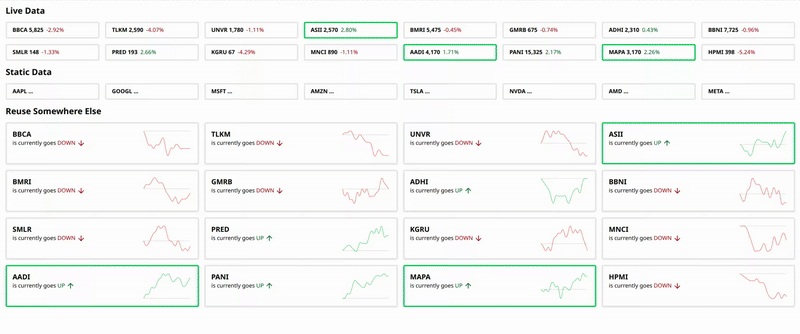 Live Data
BBCA 5,825 -2.92%
TLKM 2,590 -4.07%
UNVR 1,780 -1.11%
ASII 2,570 2.80%
BMRI 5,475 -0.45%
GMRB 675 -0.74%
ADHI 2,310 0.43%
BBNI 7,725 -0.96%
SMLR 148 -1.33%
PRED 193 2.66%
KGRU 67 -4.29%
MNCI 890 -1.11%
AADI 4,170 1.71%
PANI 15,325 2.17%
MAPA 3,170 2.26%
HPMI 398 -5.24%
Static Data
AAPL ...
GOOGL ...
MSFT ...
AMZN ...
TSLA ...
NVDA ...
AMD ...
META ...
Reuse Somewhere Else
BBCA
is currently goes DOWN ↓
TLKM
is currently goes DOWN ↓
UNVR
is currently goes DOWN ↓
ASII
is currently goes UP ↑
BMRI
is currently goes DOWN ↓
GMRB
is currently goes DOWN ↓
ADHI
is currently goes UP ↑
BBNI
is currently goes DOWN ↓
SMLR
is currently goes DOWN ↓
PRED
is currently goes UP ↑
KGRU
is currently goes DOWN ↓
MNCI
is currently goes DOWN ↓
AADI
is currently goes UP ↑
PANI
is currently goes UP ↑
MAPA
is currently goes UP ↑
HPMI
is currently goes DOWN ↓